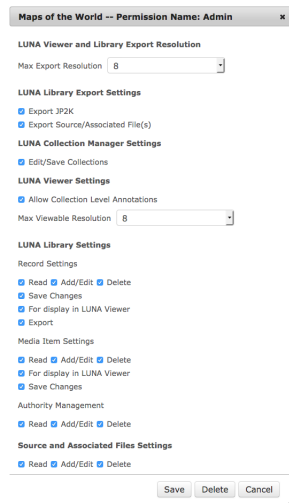 Maps of the World -- Permission Name: Admin ×
LUNA Viewer and Library Export Resolution
Max Export Resolution 8
LUNA Library Export Settings
Export JP2K
Export Source/Associated File(s)
LUNA Collection Manager Settings
Edit/Save Collections
LUNA Viewer Settings
Allow Collection Level Annotations
Max Viewable Resolution 8
LUNA Library Settings
Record Settings
Read Add/Edit Delete
Save Changes
For display in LUNA Viewer
Export
Media Item Settings
Read Add/Edit Delete
For display in LUNA Viewer
Save Changes
Authority Management
Read Add/Edit Delete
Source and Associated Files Settings
Read Add/Edit Delete
Save Delete Cancel